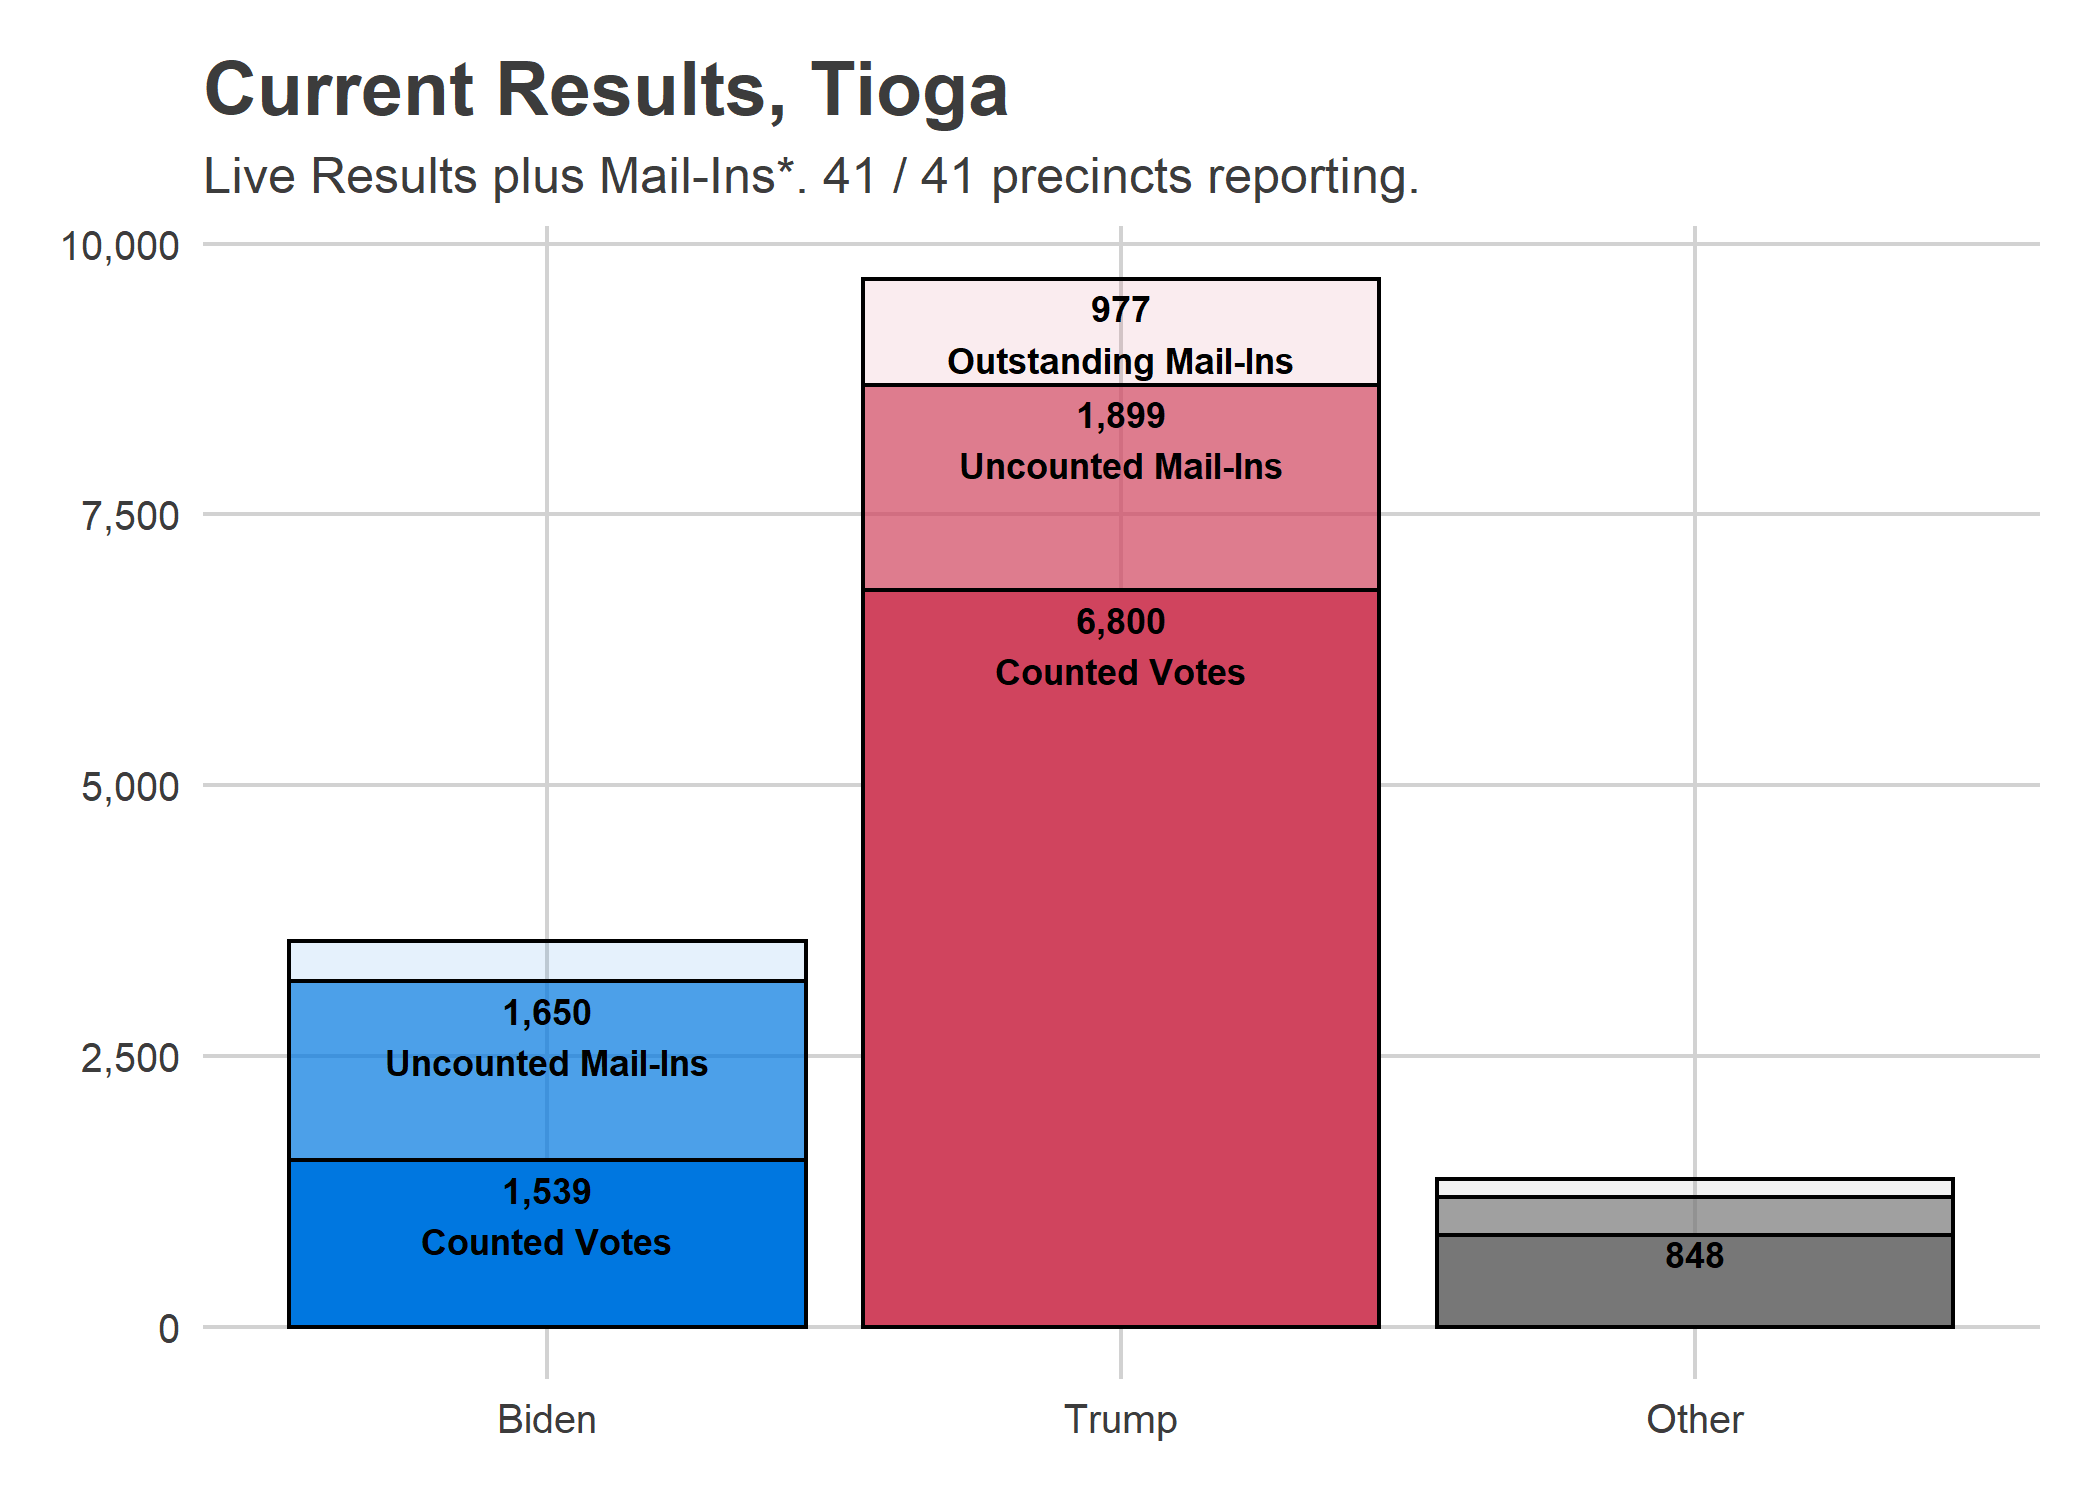 Current Results, Tioga
Live Results plus Mail-Ins*. 41 / 41 precincts reporting.
10,000
7,500
5,000
2,500
0
1,650
Uncounted Mail-Ins
1,539
Counted Votes
977
Outstanding Mail-Ins
1,899
Uncounted Mail-Ins
6,800
Counted Votes
848
Biden
Trump
Other